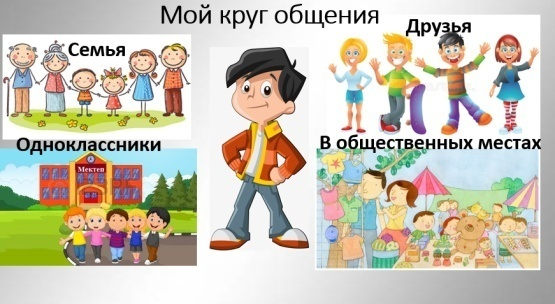 Мой круг общения
Семья
Друзья
Одноклассники
В общественных местах
Мектеп